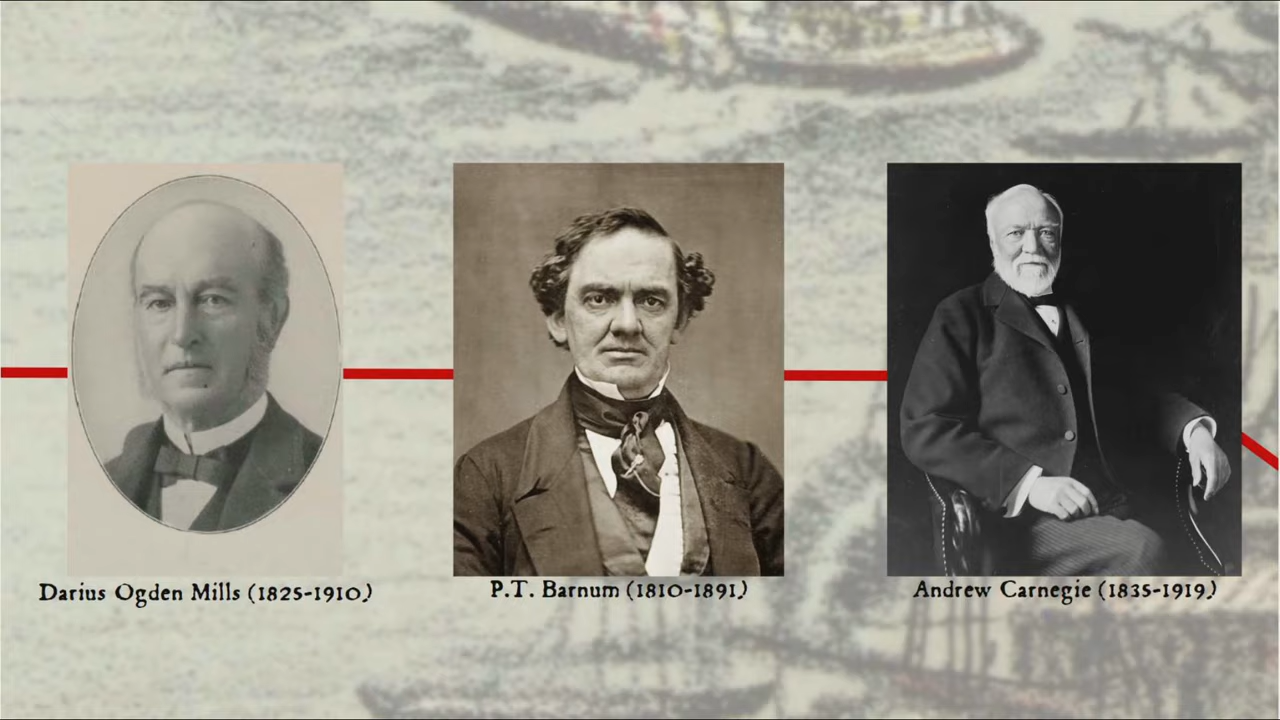 Darius Ogden Mills (1825-1910)
P.T. Barnum (1810-1891)
Andrew Carnegie (1835-1919)